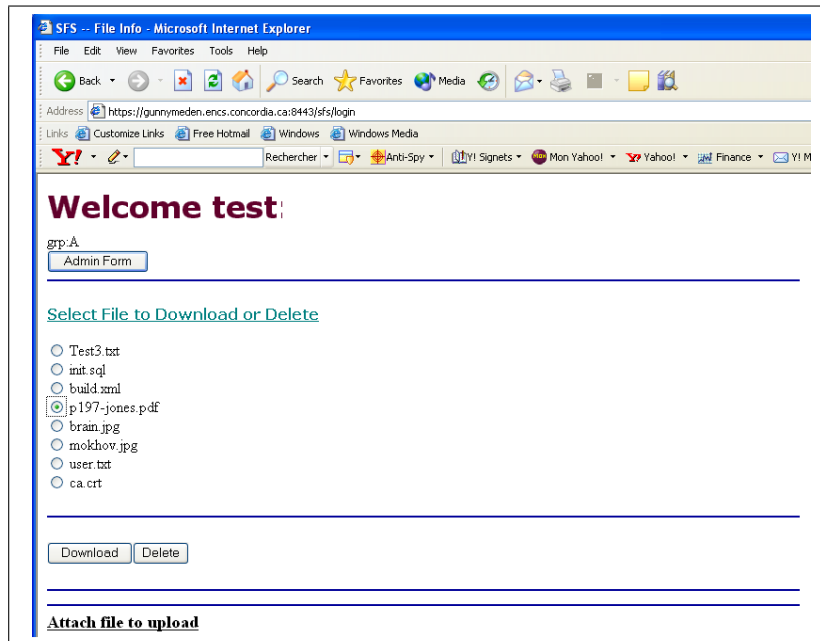 SFS -- File Info - Microsoft Internet Explorer
File Edit View Favorites Tools Help
Back Search Favorites Media
Address https://gunnymeden.encs.concordia.ca:8443/sfs/login
Links Customize Links Free Hotmail Windows Windows Media
Y! Rechercher Anti-Spy Y! Signets Mon Yahoo! Yahoo! Finance Y! M
Welcome test:
grp:A
Admin Form
Select File to Download or Delete
Test3.txt
init.sql
build.xml
p197-jones.pdf
brain.jpg
mokhov.jpg
user.txt
ca.crt
Download Delete
Attach file to upload